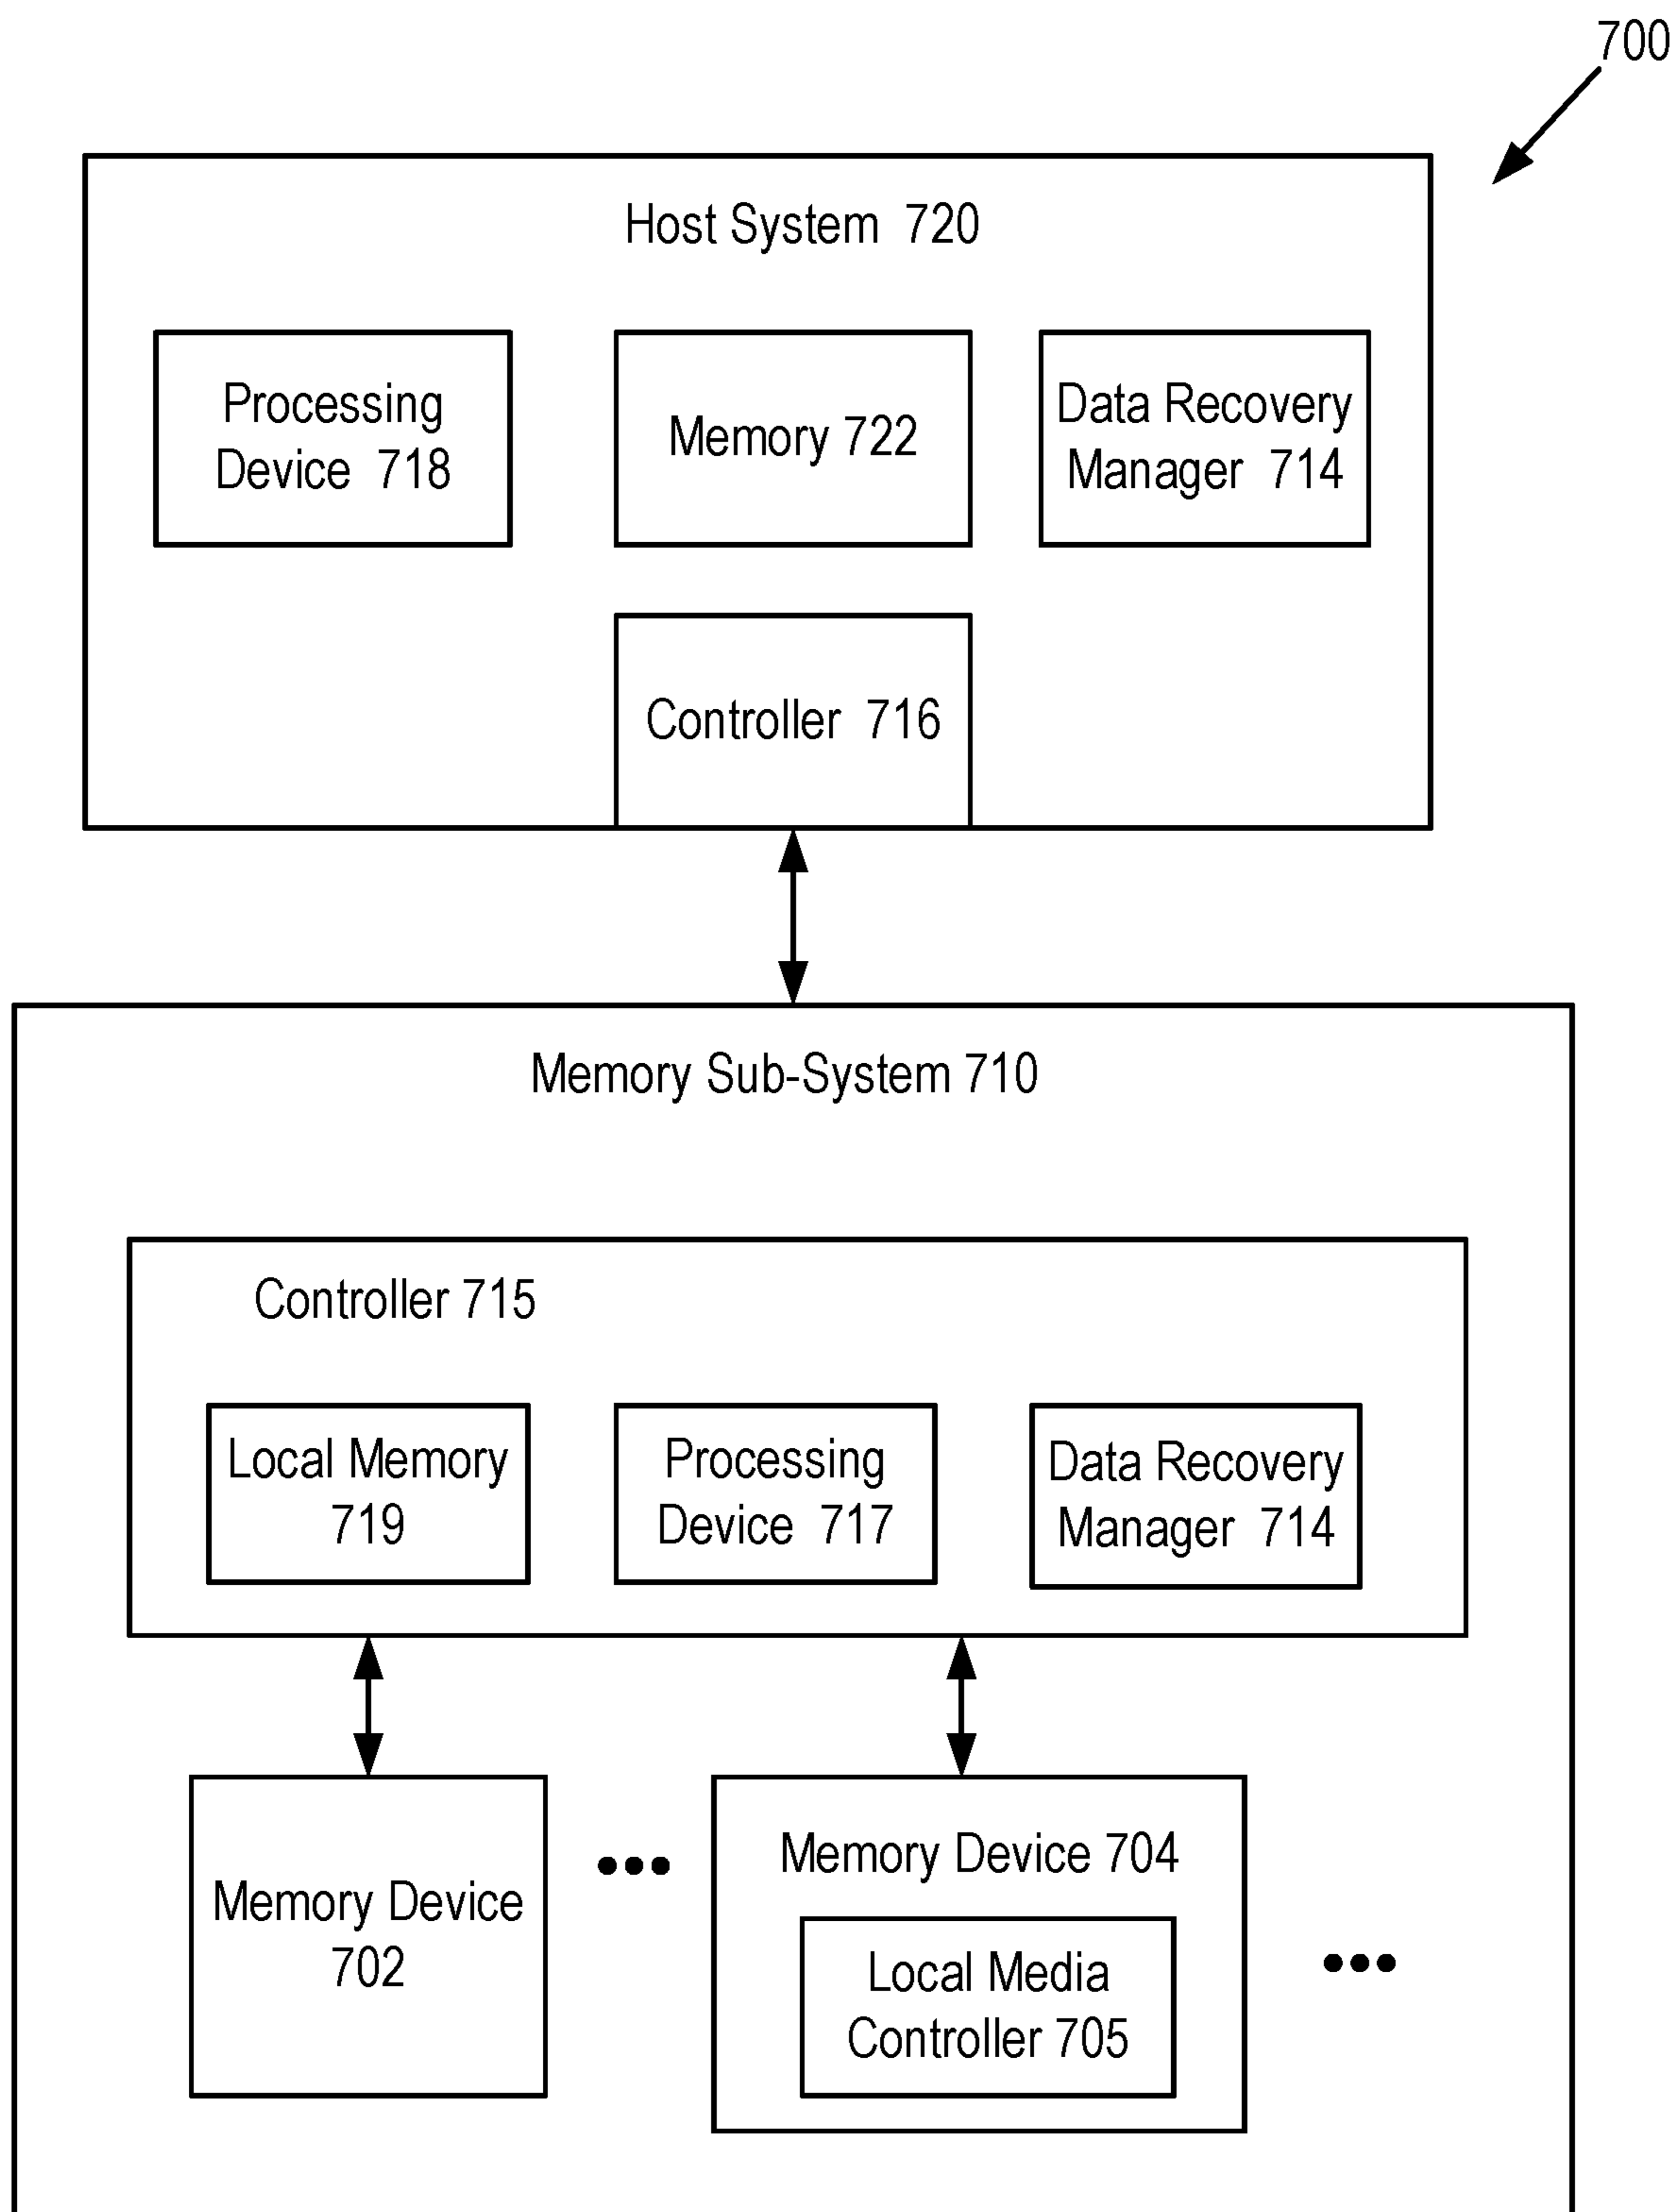 700
Host System 720
Processing
Device 718
Memory 722
Data Recovery
Manager 714
Controller 716
Memory Sub-System 710
Controller 715
Local Memory
719
Processing
Device 717
Data Recovery
Manager 714
Memory Device
702
Memory Device 704
Local Media
Controller 705